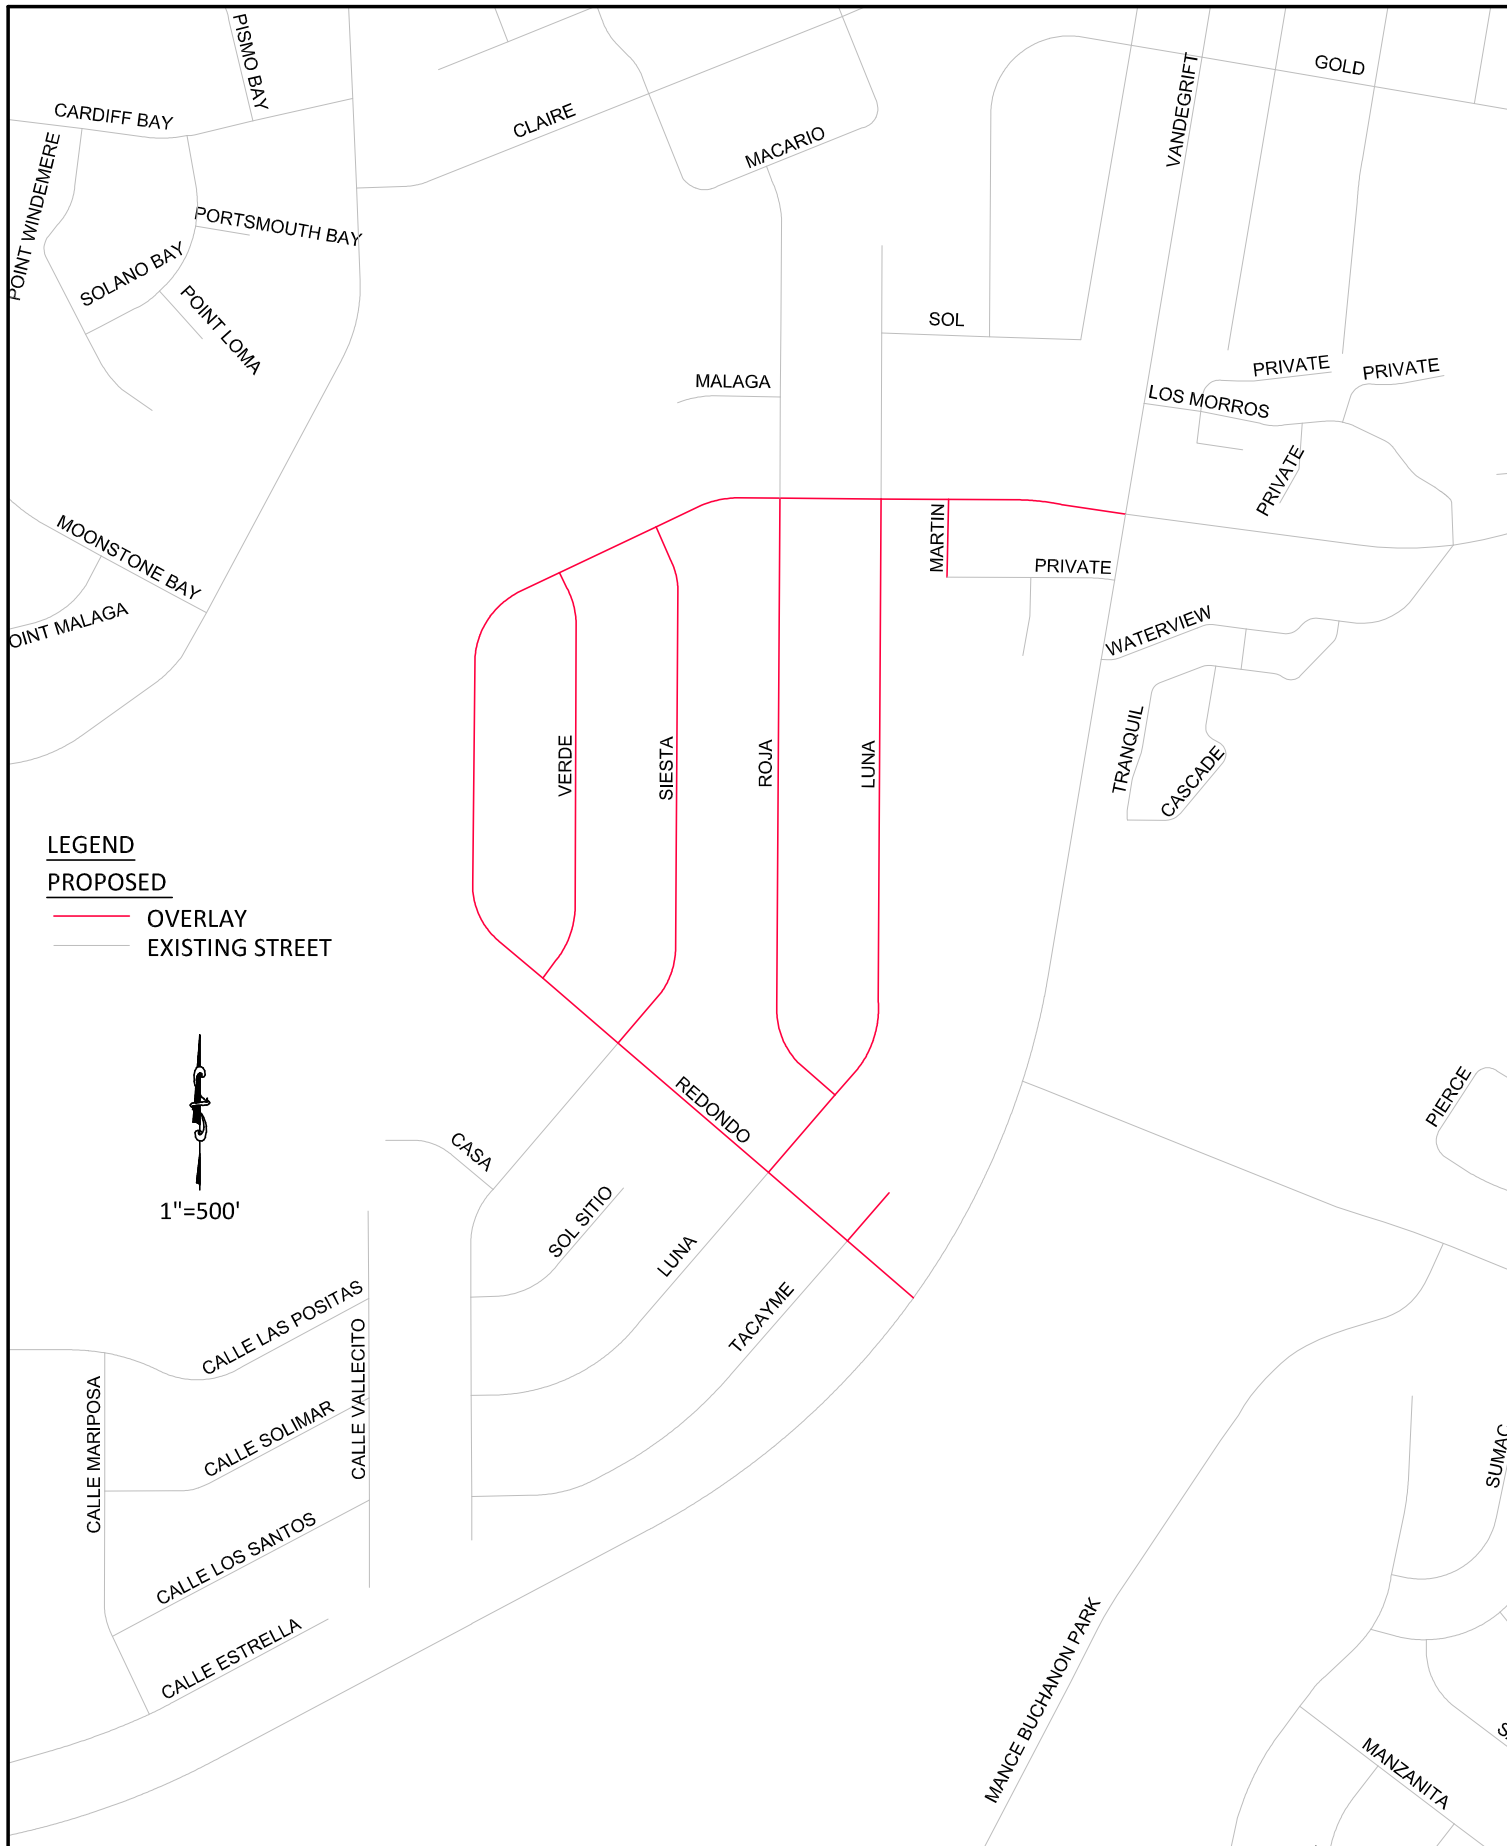 PISMO BAY
CARDIFF BAY
CLAIRE
MACARIO
VANDEGRIFT
GOLD
POINT WINDEMERE
PORTSMOUTH BAY
SOLANO BAY
POINT LOMA
SOL
MALAGA
PRIVATE
PRIVATE
LOS MORROS
PRIVATE
MARTIN
PRIVATE
MOONSTONE BAY
OINT MALAGA
WATERVIEW
TRANQUIL
CASCADE
VERDE
SIESTA
ROJA
LUNA
LEGEND
PROPOSED
OVERLAY
EXISTING STREET
1"=500'
REDONDO
CASA
SOL SITIO
LUNA
TACAYME
PIERCE
CALLE LAS POSITAS
CALLE VALLECITO
CALLE MARIPOSA
CALLE SOLIMAR
CALLE LOS SANTOS
CALLE ESTRELLA
SUMAC
MANCE BUCHANON PARK
MANZANITA